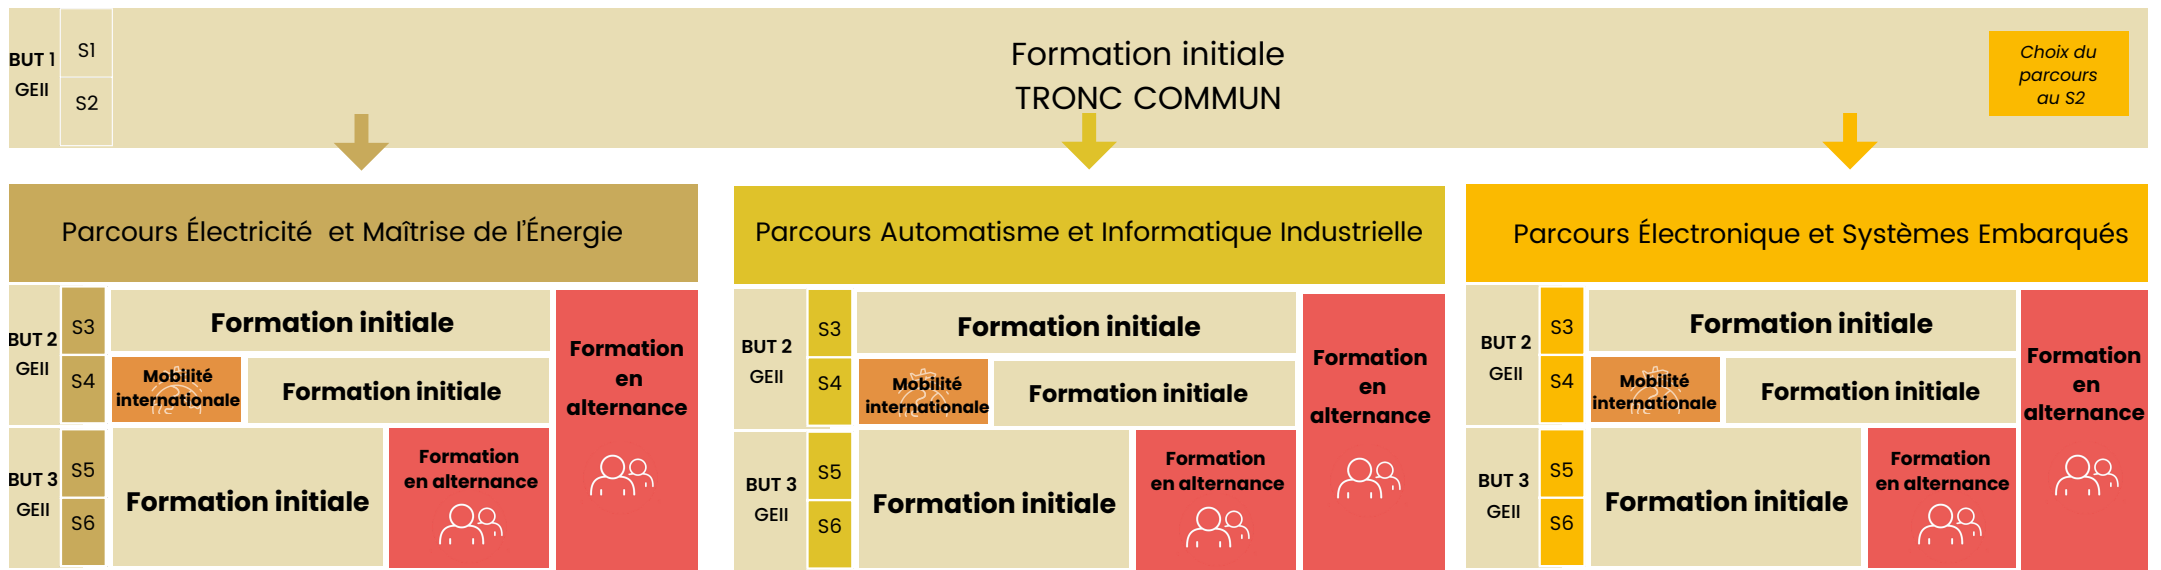 BUT 1
GEII
S1
S2
Formation initiale
TRONC COMMUN
Choix du
parcours
au S2
Parcours Électricité et Maîtrise de l'Énergie
BUT 2
GEII
S3
S4
Formation initiale
Mobilité
internationale
Formation initiale
BUT 3
GEII
S5
S6
Formation initiale
Formation
en alternance
Formation
en
alternance
Parcours Automatisme et Informatique Industrielle
BUT 2
GEII
S3
S4
Formation initiale
Mobilité
internationale
Formation initiale
BUT 3
GEII
S5
S6
Formation initiale
Formation
en alternance
Formation
en
alternance
Parcours Électronique et Systèmes Embarqués
BUT 2
GEII
S3
S4
Formation initiale
Mobilité
internationale
Formation initiale
BUT 3
GEII
S5
S6
Formation initiale
Formation
en alternance
Formation
en
alternance